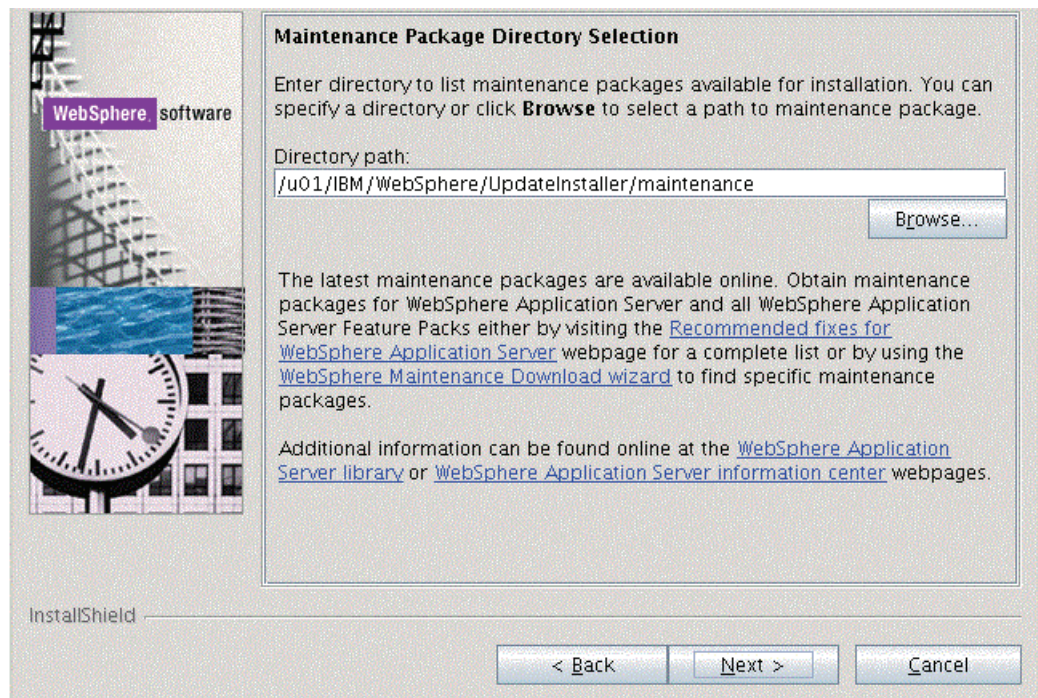 Maintenance Package Directory Selection
Enter directory to list maintenance packages available for installation. You can
specify a directory or click Browse to select a path to maintenance package.
WebSphere. software
Directory path:
/u01/IBM/WebSphere/UpdateInstaller/maintenance
Browse...
The latest maintenance packages are available online. Obtain maintenance
packages for WebSphere Application Server and all WebSphere Application
Server Feature Packs either by visiting the Recommended fixes for
WebSphere Application Server webpage for a complete list or by using the
WebSphere Maintenance Download wizard to find specific maintenance
packages.
Additional information can be found online at the WebSphere Application
Server library or WebSphere Application Server information center webpages.
InstallShield
< Back
Next >
Cancel